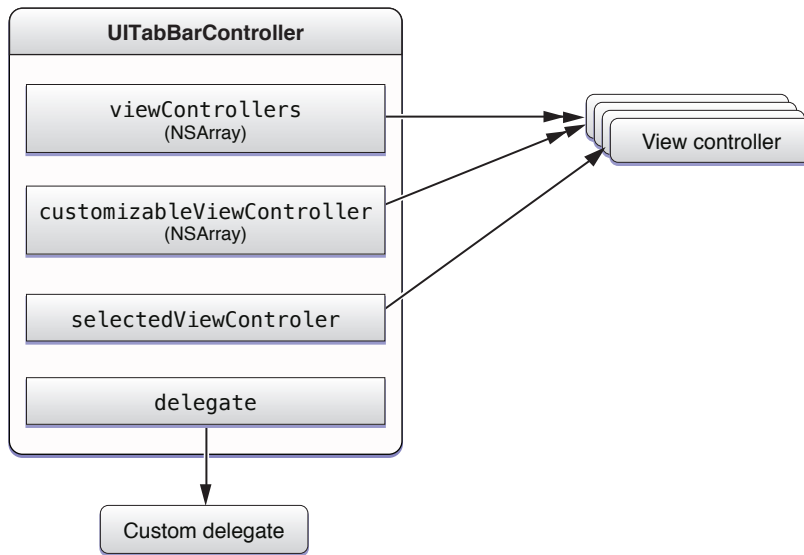 UITabBarController
viewControllers
(NSArray)
customizableViewController
(NSArray)
selectedViewControler
delegate
View controller
Custom delegate